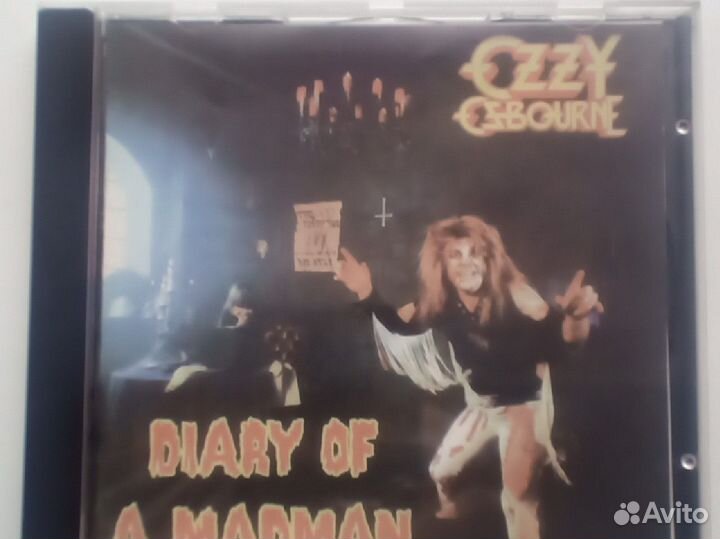 OZZY
OSBOURNE
DIARY OF
A MADMAN
Avito